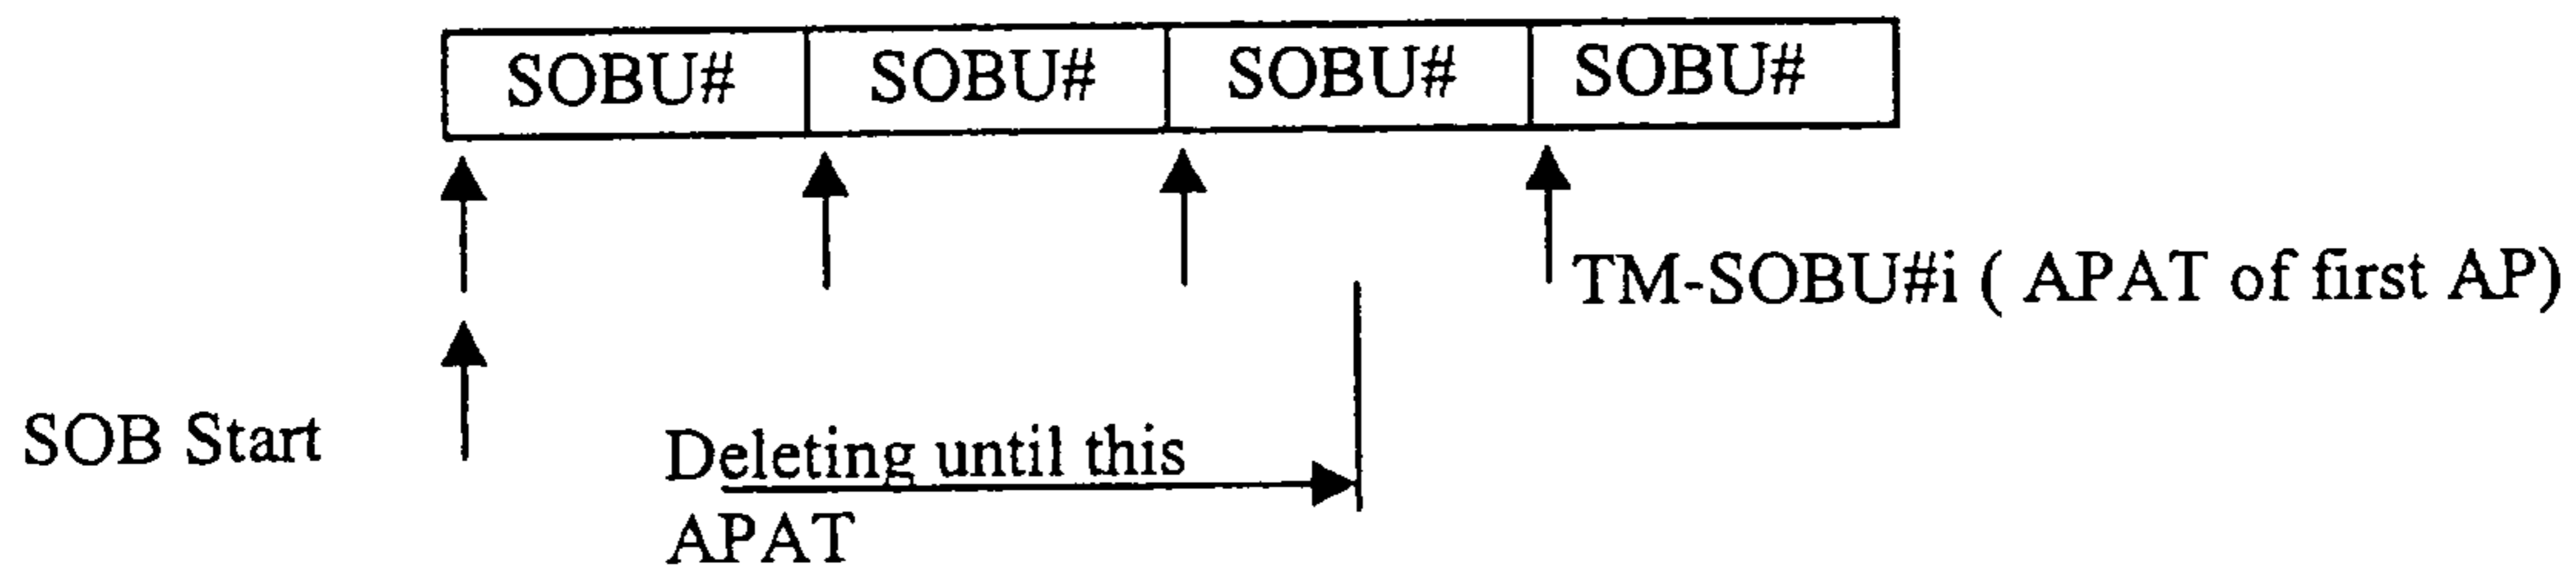 SOBU# SOBU# SOBU# SOBU#
TM-SOBU#i ( APAT of first AP)
SOB Start
Deleting until this
APAT